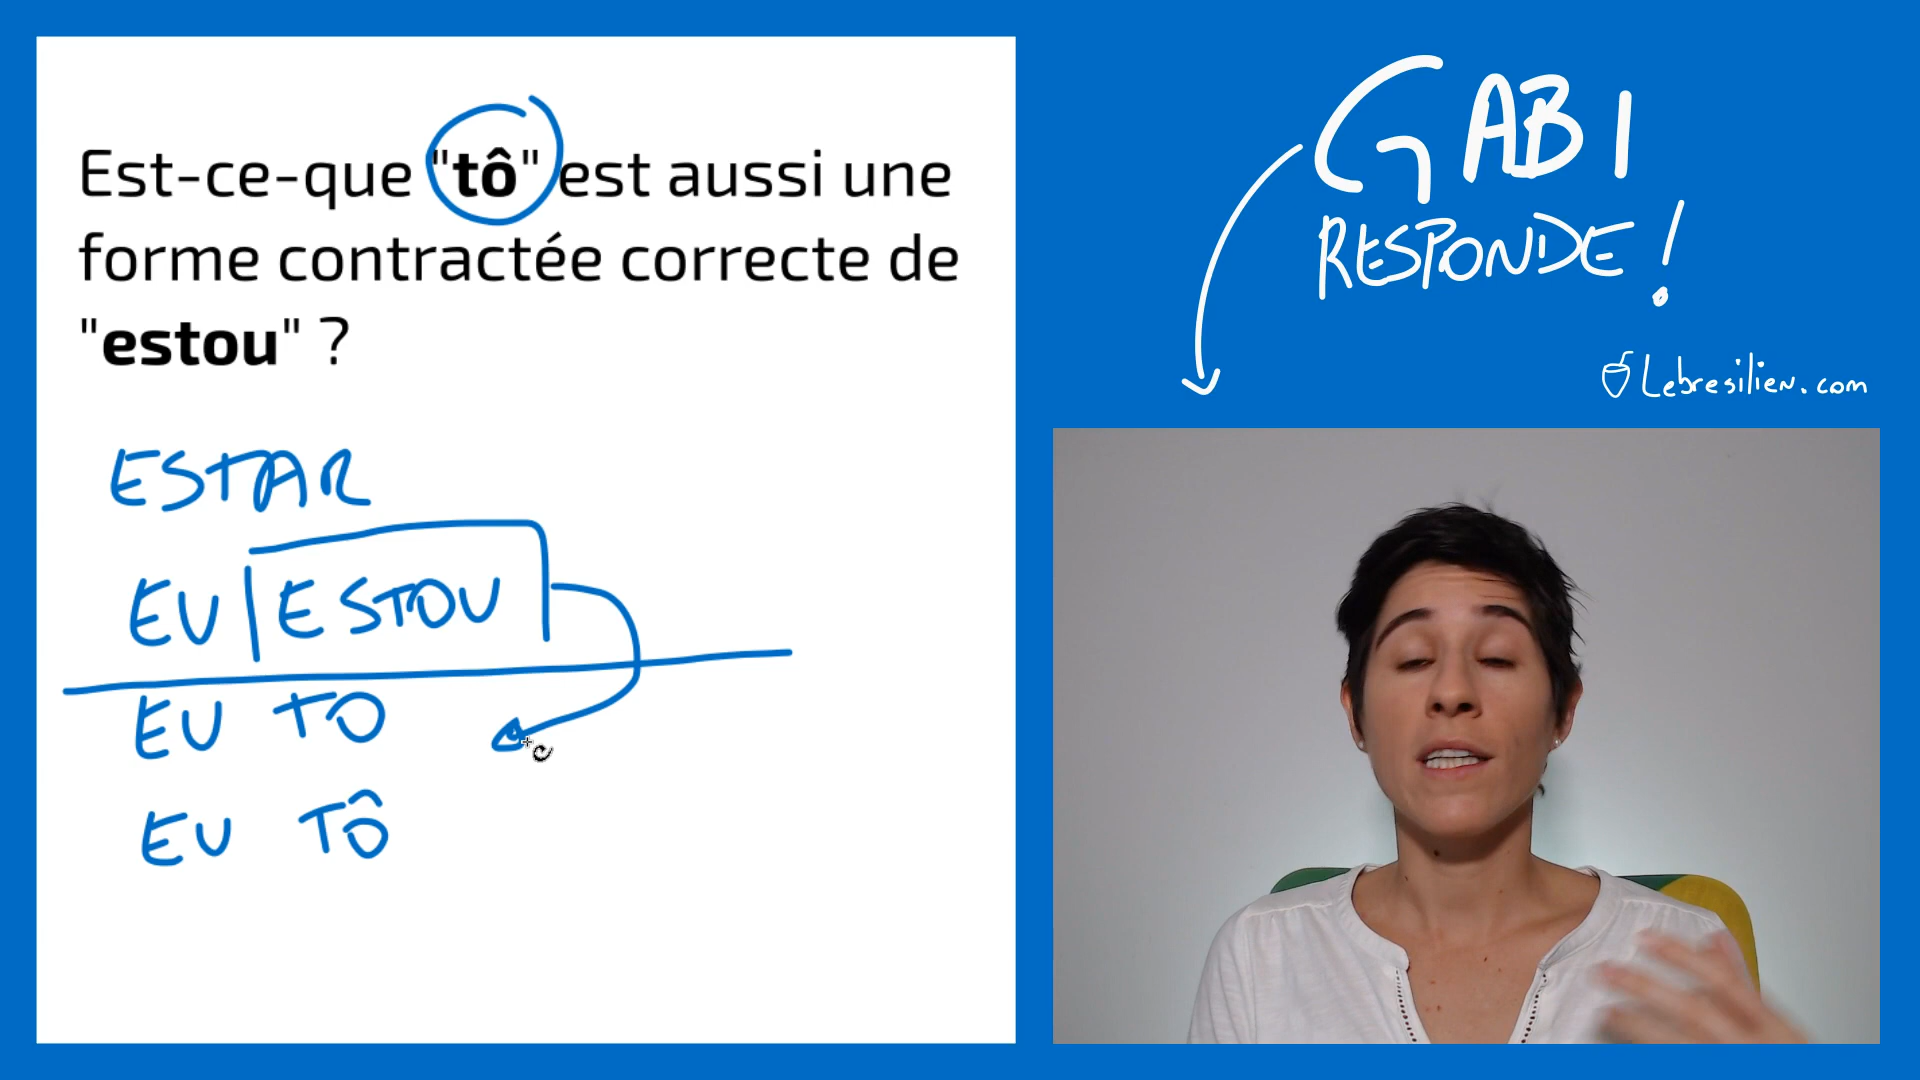 Est-ce-que "tô" est aussi une
forme contractée correcte de
"estou" ?
ESTAR
EU ESTOU
EU TO
EU TÔ
GABI
RESPONDE !
Lebresilien.com